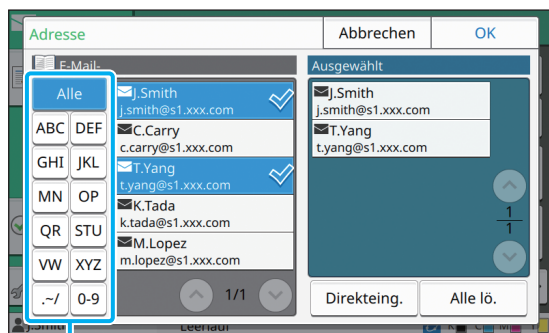 Adresse
Abbrechen
OK
E-Mail-
Ausgewählt
Alle
ABC DEF
GHI JKL
MN OP
QR STU
VW XYZ
.~/ 0-9
J.Smith
j.smith@s1.xxx.com
C.Carry
c.carry@s1.xxx.com
T.Yang
t.yang@s1.xxx.com
K.Tada
k.tada@s1.xxx.com
M.Lopez
m.lopez@s1.xxx.com
1/1
J.Smith
j.smith@s1.xxx.com
T.Yang
t.yang@s1.xxx.com
1
1
Direkteing.
Alle lö.
J.Smith
Leerlauf
K C M